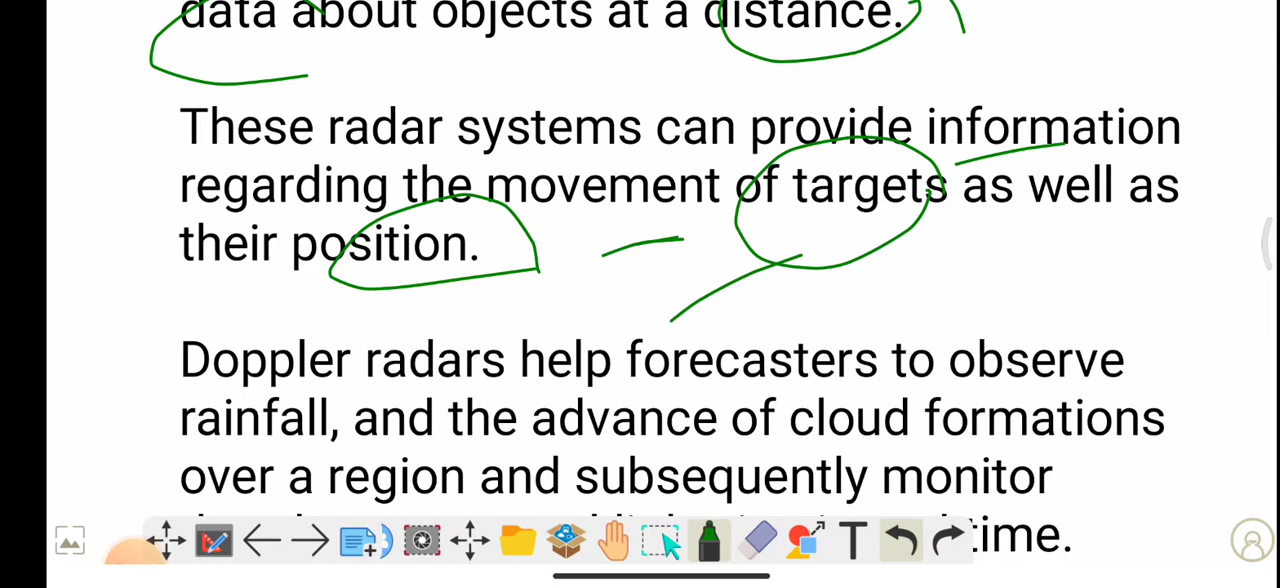 data about objects at a distance.
These radar systems can provide information
regarding the movement of targets as well as
their position.
Doppler radars help forecasters to observe
rainfall, and the advance of cloud formations
over a region and subsequently monitor
time.